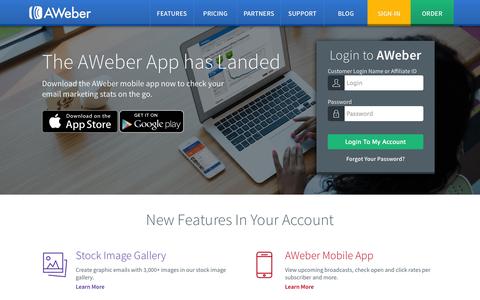 AWeber
FEATURES
PRICING
PARTNERS
SUPPORT
BLOG
SIGN-IN
ORDER
The AWeber App has Landed
Download the AWeber mobile app now to check your
email marketing stats on the go.
Download on the
App Store
GET IT ON
Google play
Login to AWeber
Customer Login Name or Affiliate ID
Login
Password
Password
Login To My Account
Forgot Your Password?
New Features In Your Account
Stock Image Gallery
Create graphic emails with 3,000+ images in our stock image
gallery.
Learn More
AWeber Mobile App
View upcoming broadcasts, check open and click rates per
subscriber and more.
Learn More